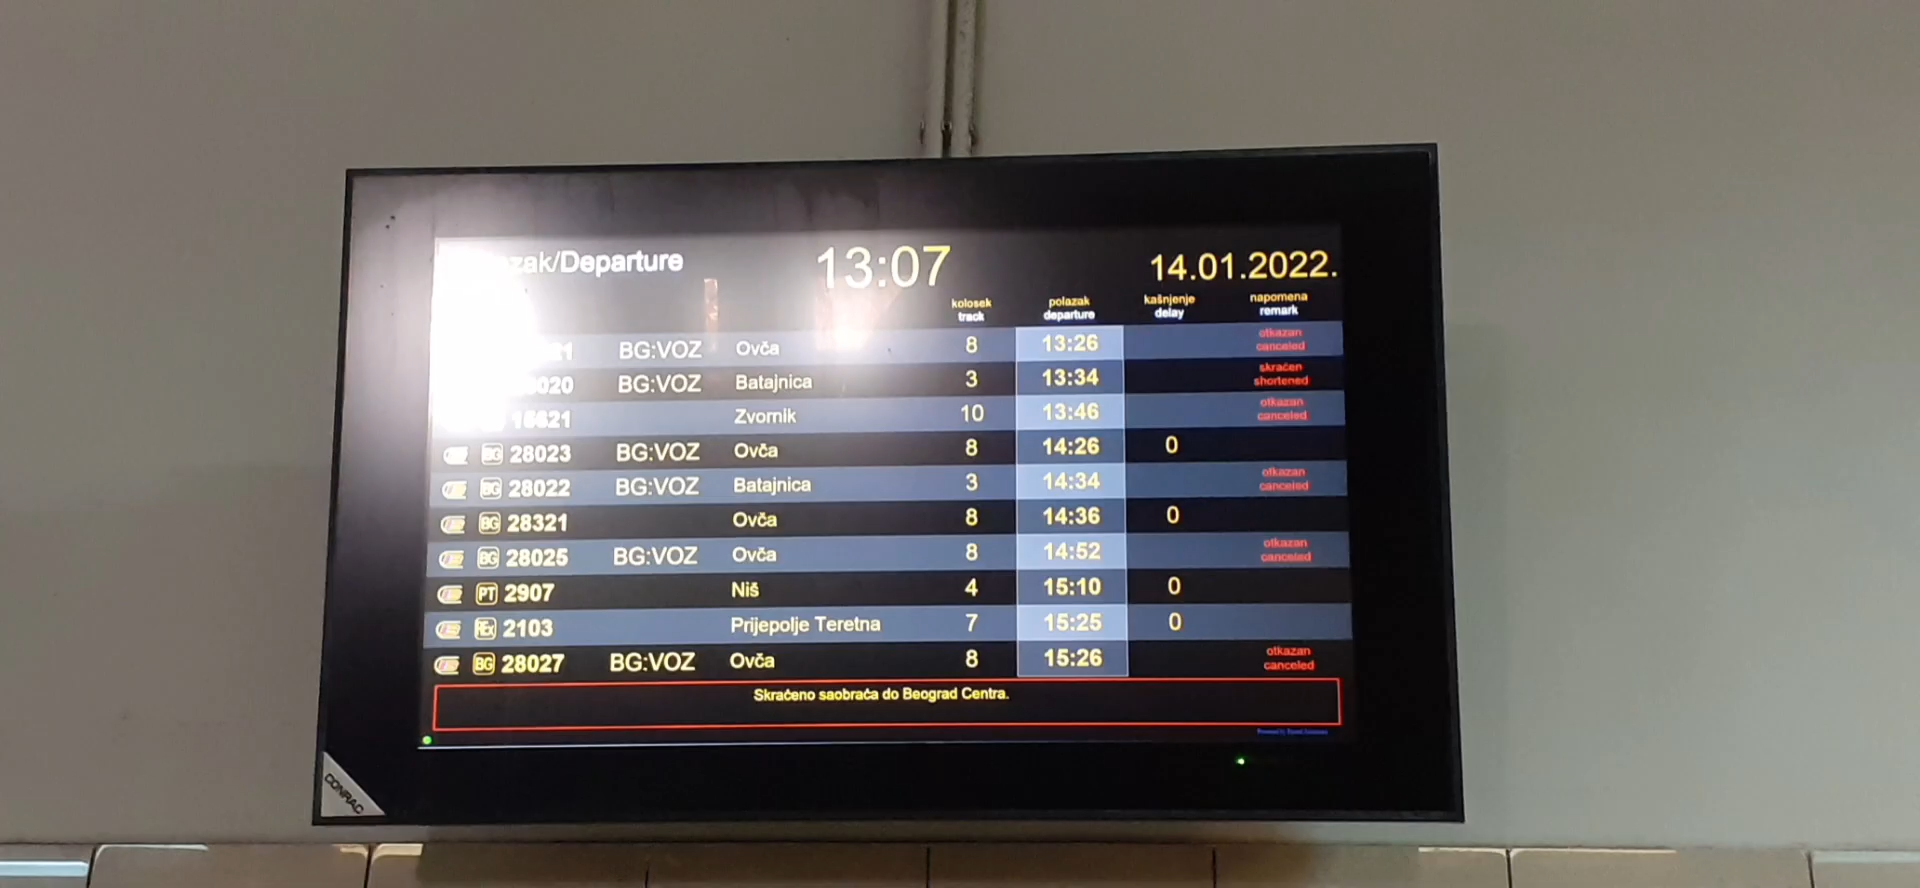 /Departure
13:07
14.01.2022.
kolosek polazak kašnjenje napomena
track departure delay remark
BG:VOZ Ovča 8 13:26 otkazan canceled
BG:VOZ Batajnica 3 13:34 skraćen shortened
Zvornik 10 13:46 otkazan canceled
BG 28023 BG:VOZ Ovča 8 14:26 0
BG 28022 BG:VOZ Batajnica 3 14:34 otkazan canceled
BG 28321 Ovča 8 14:36 0
BG 28025 BG:VOZ Ovča 8 14:52 otkazan canceled
PT 2907 Niš 4 15:10 0
REx 2103 Prijepolje Teretna 7 15:25 0
BG 28027 BG:VOZ Ovča 8 15:26 otkazan canceled
Skraćeno saobraća do Beograd Centra.
CONRAC